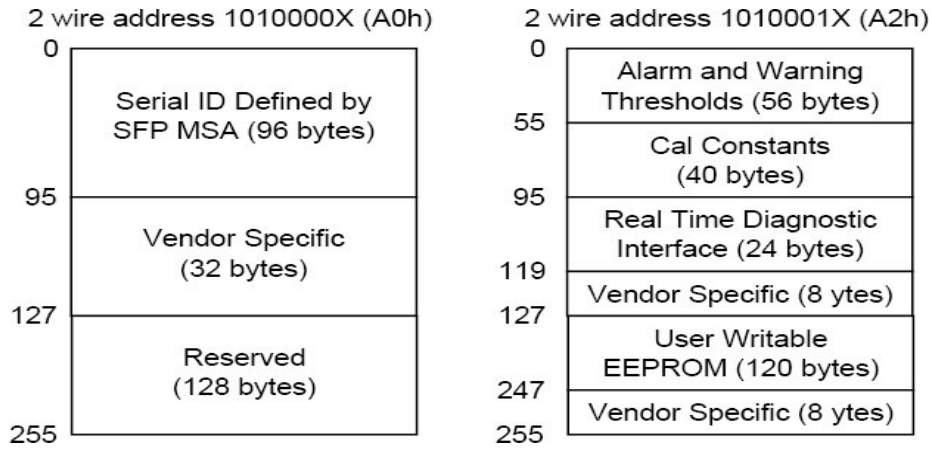 2 wire address 1010000X (A0h)
0
Serial ID Defined by
SFP MSA (96 bytes)
95
Vendor Specific
(32 bytes)
127
Reserved
(128 bytes)
255
2 wire address 1010001X (A2h)
0
Alarm and Warning
Thresholds (56 bytes)
55
Cal Constants
(40 bytes)
95
Real Time Diagnostic
Interface (24 bytes)
119
Vendor Specific (8 ytes)
127
User Writable
EEPROM (120 bytes)
247
Vendor Specific (8 ytes)
255